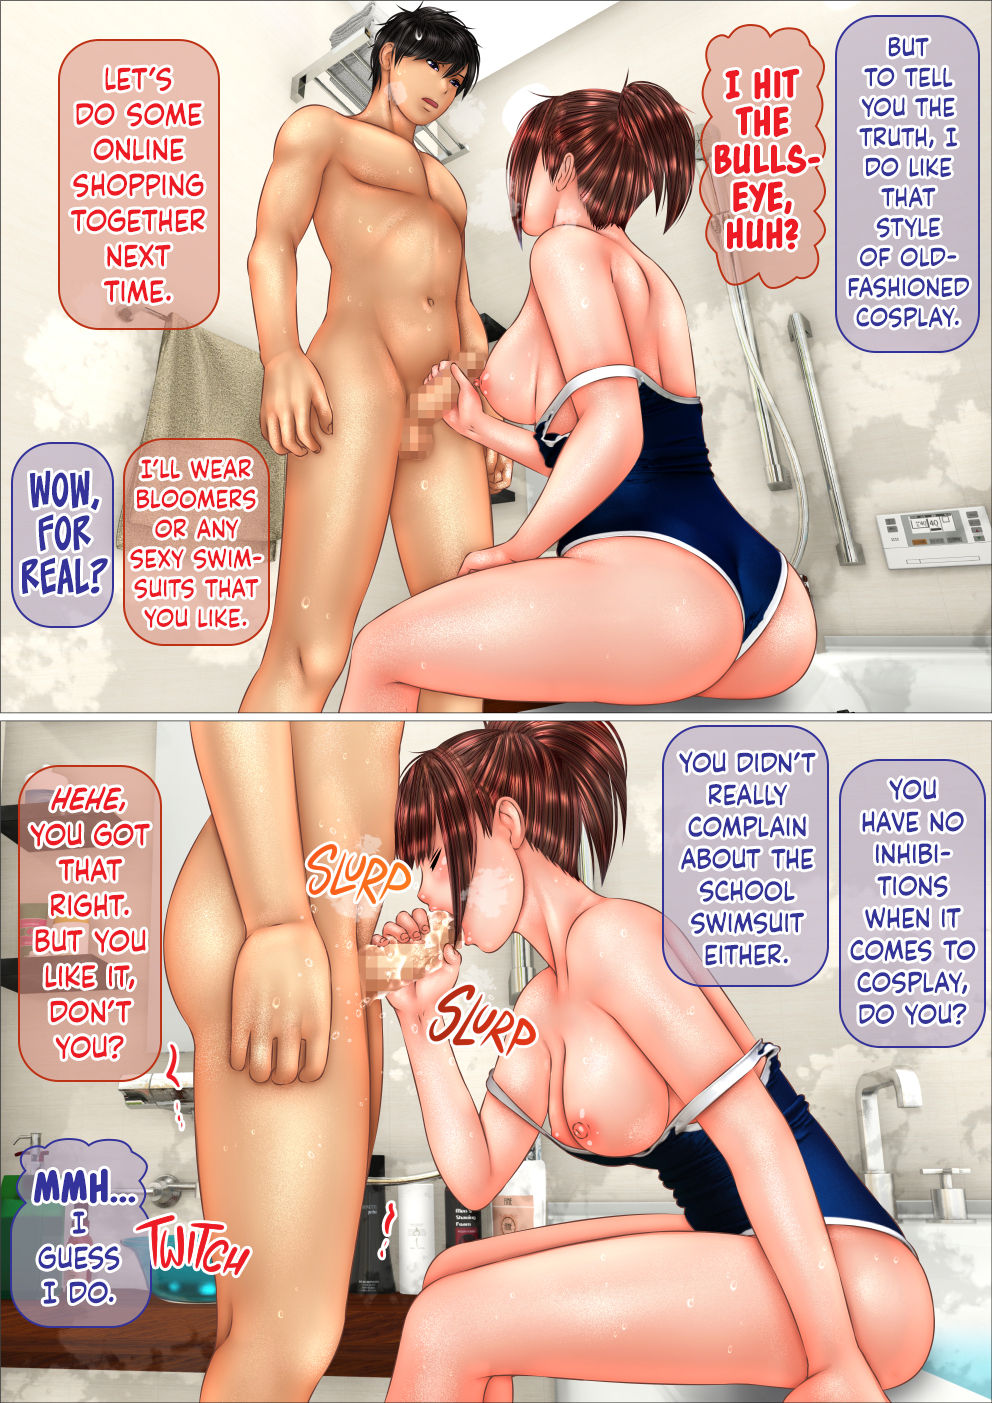 BUT
TO TELL
YOU THE
TRUTH, I
DO LIKE
THAT
STYLE
OF OLD-
FASHIONED
COSPLAY.
I HIT
THE
BULLS-
EYE,
HUH?
LET'S
DO SOME
ONLINE
SHOPPING
TOGETHER
NEXT
TIME.
I'LL WEAR
BLOOMERS
OR ANY
SEXY SWIM-
SUITS THAT
YOU LIKE.
WOW,
FOR
REAL?
YOU
HAVE NO
INHIBI-
TIONS
WHEN IT
COMES TO
COSPLAY,
DO YOU?
YOU DIDN'T
REALLY
COMPLAIN
ABOUT THE
SCHOOL
SWIMSUIT
EITHER.
SLURP
SLURP
HEHE,
YOU GOT
THAT
RIGHT.
BUT YOU
LIKE IT,
DON'T
YOU?
MMH...
I
GUESS
I DO.
TWITCH
Men's
Shaving
Foam